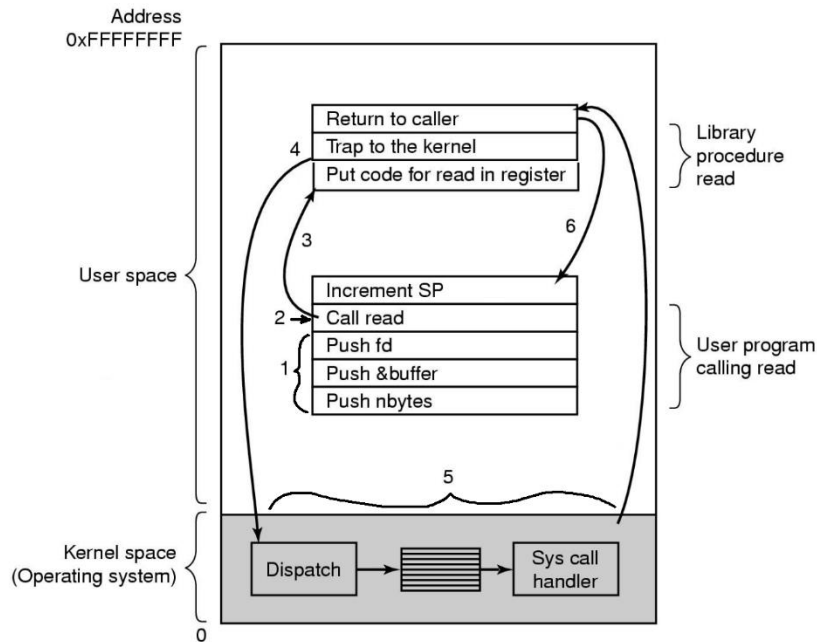 Address
0xFFFFFFFF
Return to caller
Trap to the kernel
Put code for read in register
4
Library
procedure
read
3
6
User space
Increment SP
2
Call read
Push fd
1
Push &buffer
Push nbytes
User program
calling read
5
Kernel space
(Operating system)
Dispatch
Sys call
handler
0